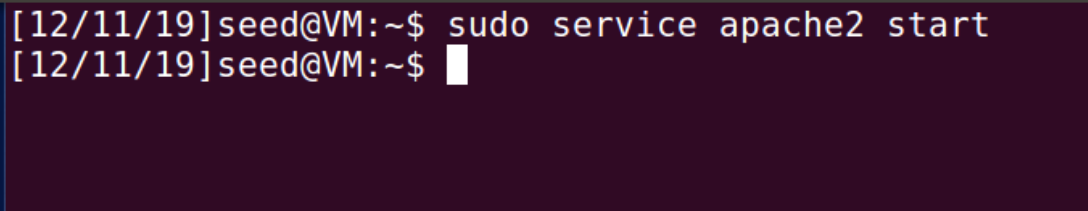 [12/11/19]seed@VM:~$ sudo service apache2 start
[12/11/19]seed@VM:~$